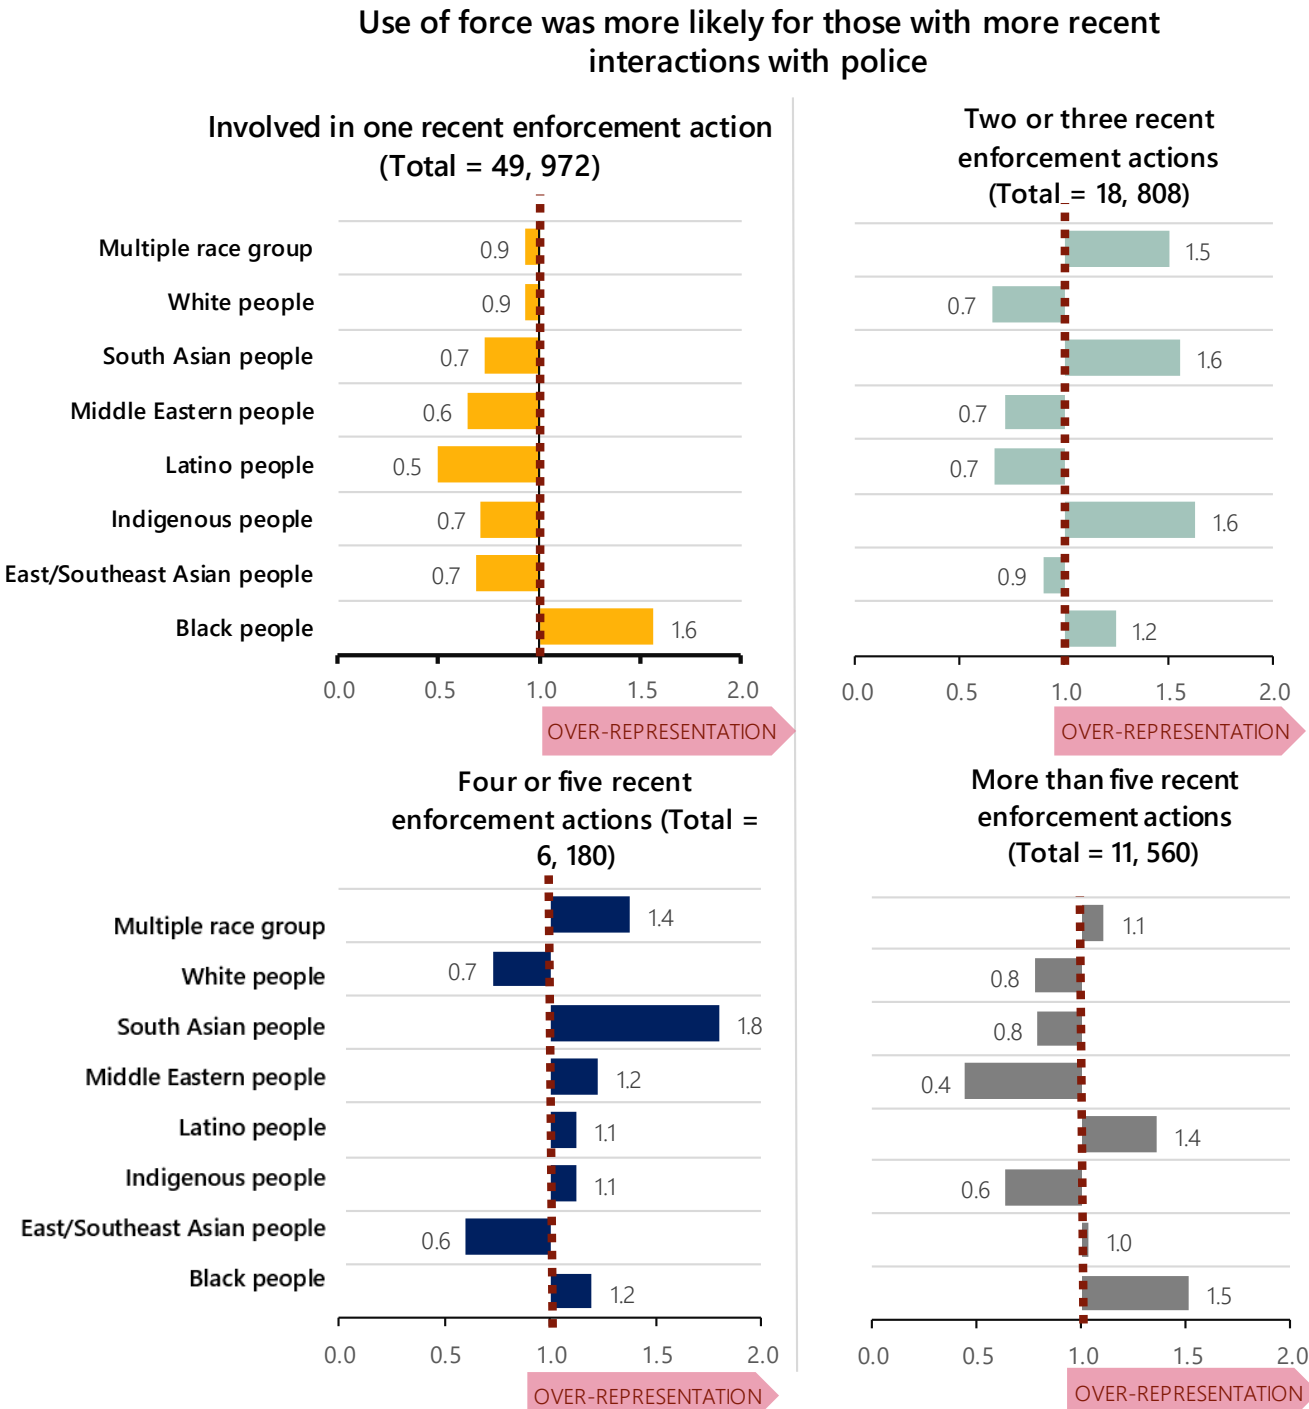 Use of force was more likely for those with more recent
interactions with police
Involved in one recent enforcement action
(Total = 49, 972)
Multiple race group
0.9
White people
0.9
South Asian people
0.7
Middle Eastern people
0.6
Latino people
0.5
Indigenous people
0.7
East/Southeast Asian people
0.7
Black people
1.6
0.0 0.5 1.0 1.5 2.0
OVER-REPRESENTATION
Two or three recent
enforcement actions
(Total = 18, 808)
1.5
0.7
1.6
0.7
0.7
1.6
0.9
1.2
0.0 0.5 1.0 1.5 2.0
OVER-REPRESENTATION
Four or five recent
enforcement actions (Total =
6, 180)
Multiple race group
1.4
White people
0.7
South Asian people
1.8
Middle Eastern people
1.2
Latino people
1.1
Indigenous people
1.1
East/Southeast Asian people
0.6
Black people
1.2
0.0 0.5 1.0 1.5 2.0
OVER-REPRESENTATION
More than five recent
enforcement actions
(Total = 11, 560)
1.1
0.8
0.8
0.4
1.4
0.6
1.0
1.5
0.0 0.5 1.0 1.5 2.0
OVER-REPRESENTATION